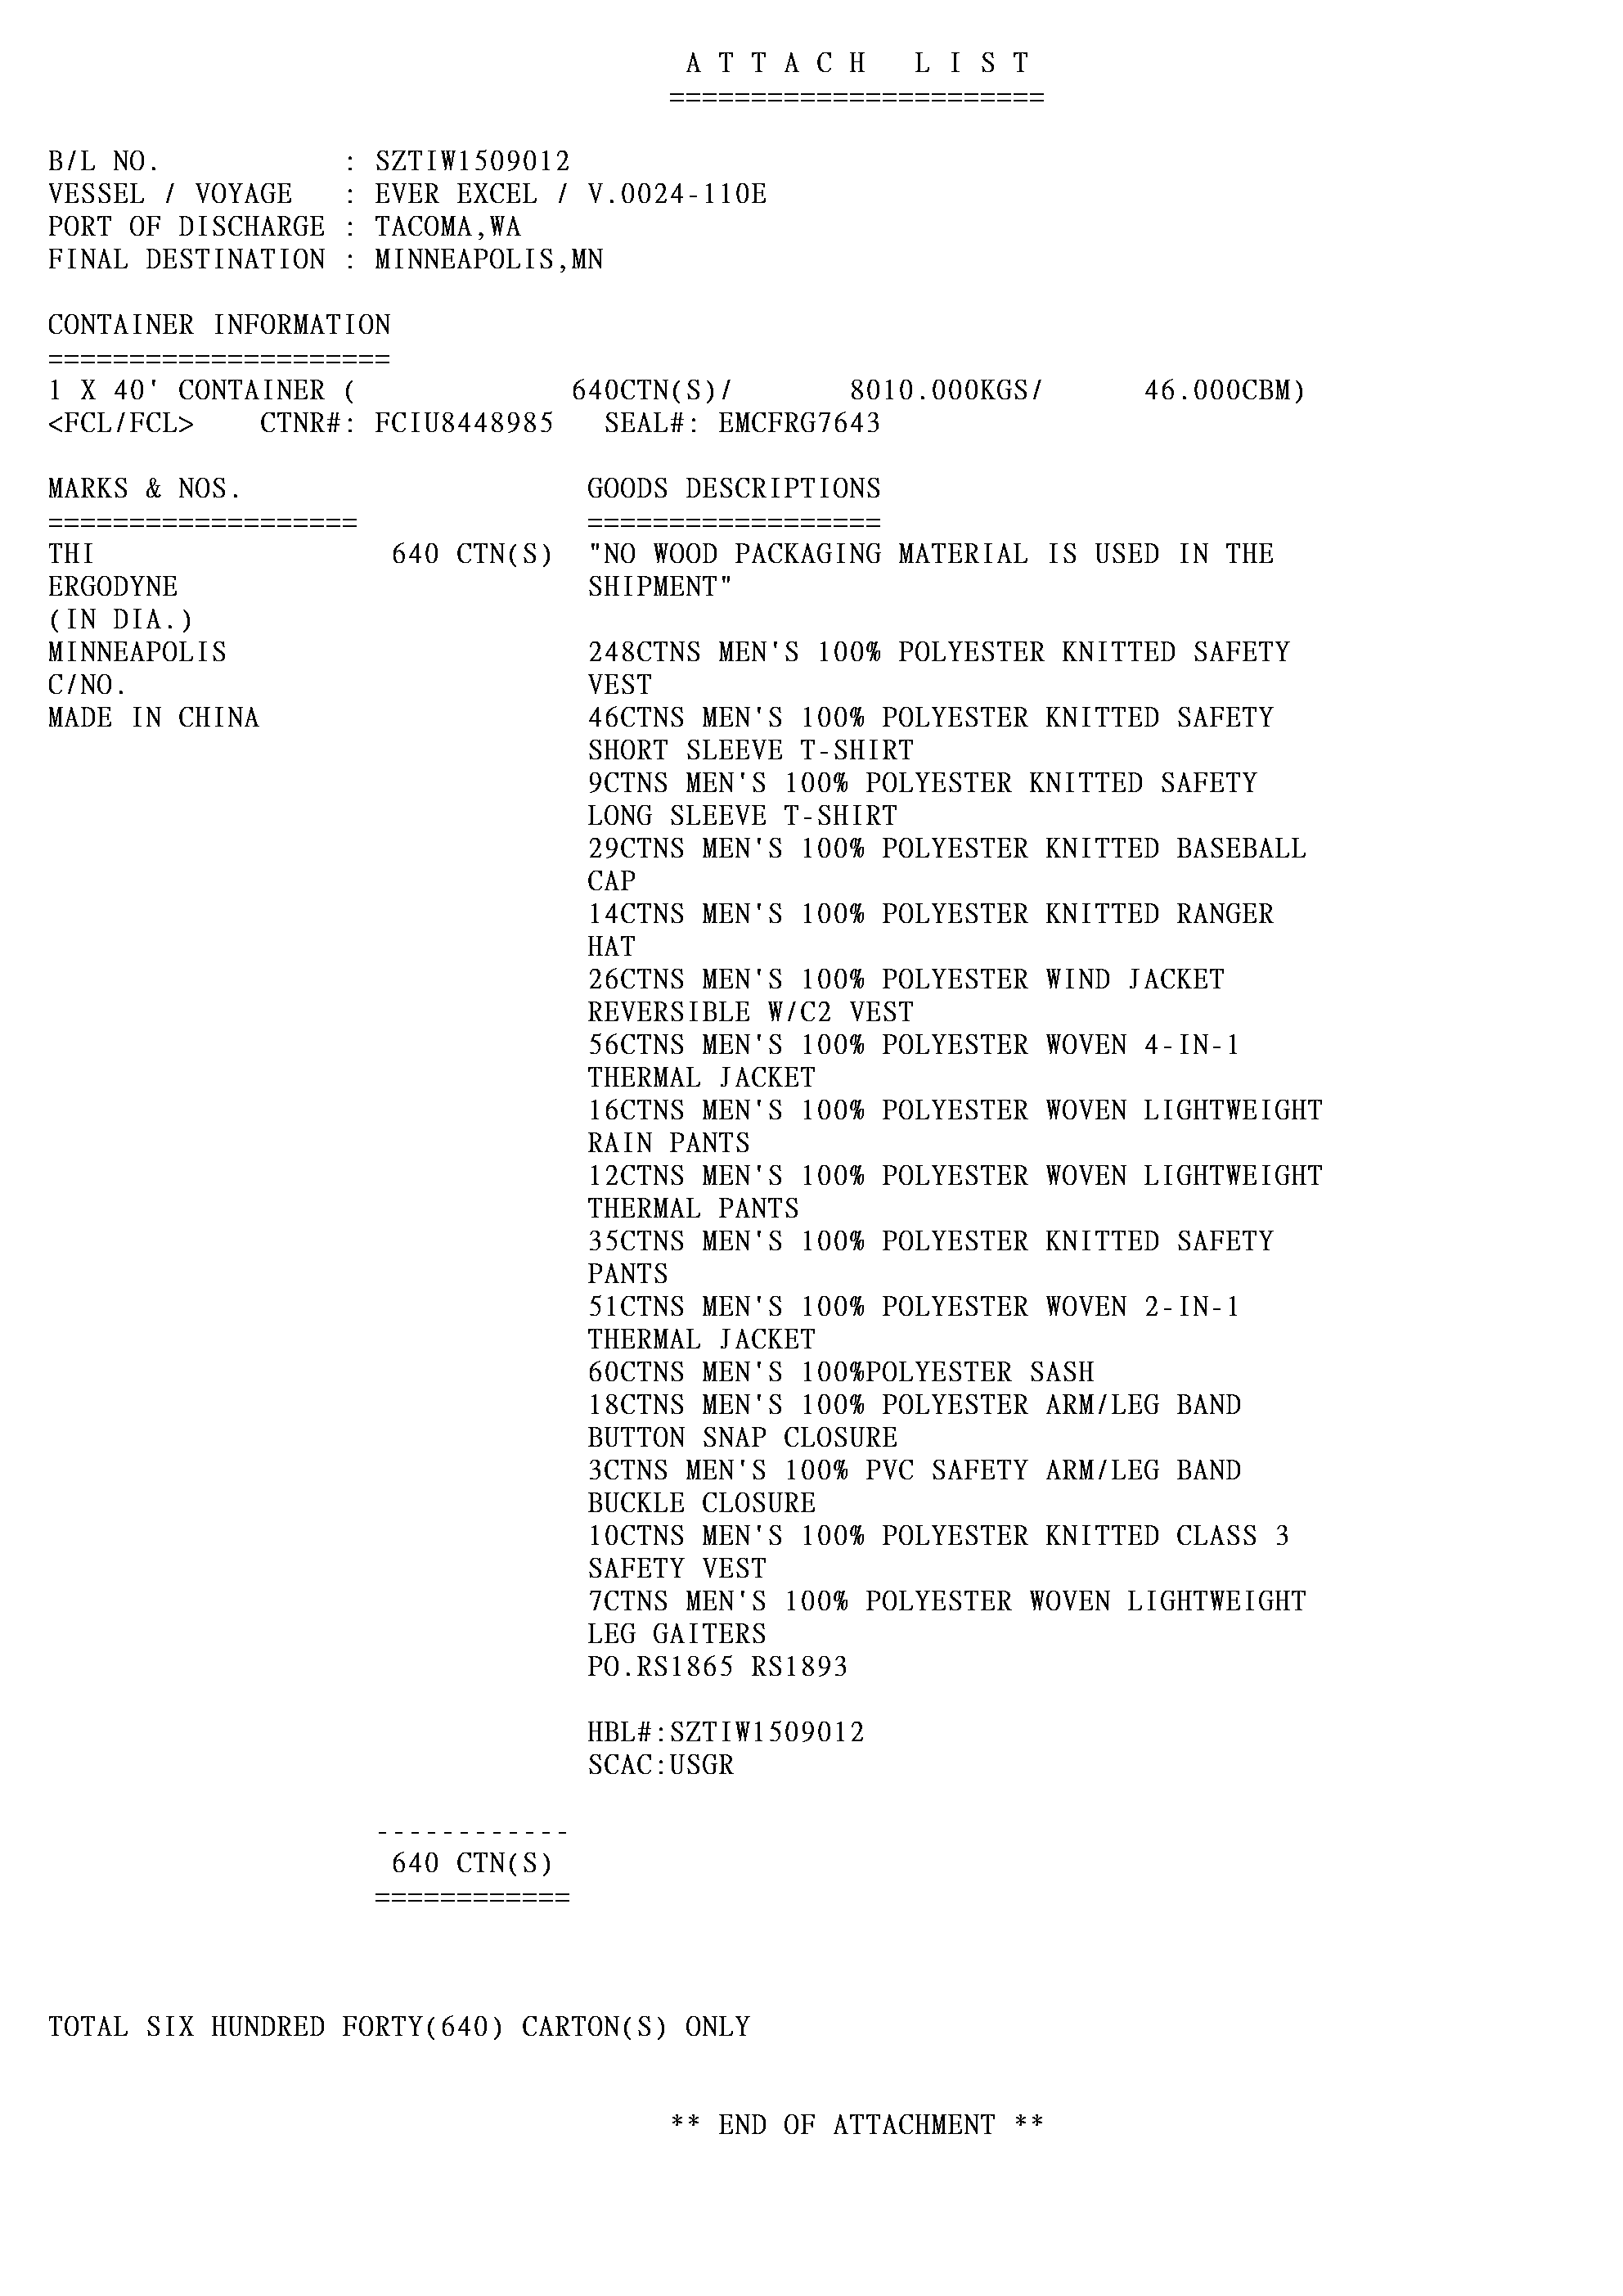 A T T A C H   L I S T
=======================
B/L NO.            : SZTIW1509012
VESSEL / VOYAGE    : EVER EXCEL / V.0024-110E
PORT OF DISCHARGE : TACOMA,WA
FINAL DESTINATION : MINNEAPOLIS,MN
CONTAINER INFORMATION
=====================
1 X 40' CONTAINER (             640CTN(S)/       8010.000KGS/      46.000CBM)
<FCL/FCL>    CTNR#: FCIU8448985   SEAL#: EMCFRG7643
MARKS & NOS.                     GOODS DESCRIPTIONS
===================              ==================
THI                  640 CTN(S)  "NO WOOD PACKAGING MATERIAL IS USED IN THE
ERGODYNE                         SHIPMENT"
(IN DIA.)
MINNEAPOLIS                      248CTNS MEN'S 100% POLYESTER KNITTED SAFETY
C/NO.                            VEST
MADE IN CHINA                    46CTNS MEN'S 100% POLYESTER KNITTED SAFETY
SHORT SLEEVE T-SHIRT
9CTNS MEN'S 100% POLYESTER KNITTED SAFETY
LONG SLEEVE T-SHIRT
29CTNS MEN'S 100% POLYESTER KNITTED BASEBALL
CAP
14CTNS MEN'S 100% POLYESTER KNITTED RANGER
HAT
26CTNS MEN'S 100% POLYESTER WIND JACKET
REVERSIBLE W/C2 VEST
56CTNS MEN'S 100% POLYESTER WOVEN 4-IN-1
THERMAL JACKET
16CTNS MEN'S 100% POLYESTER WOVEN LIGHTWEIGHT
RAIN PANTS
12CTNS MEN'S 100% POLYESTER WOVEN LIGHTWEIGHT
THERMAL PANTS
35CTNS MEN'S 100% POLYESTER KNITTED SAFETY
PANTS
51CTNS MEN'S 100% POLYESTER WOVEN 2-IN-1
THERMAL JACKET
60CTNS MEN'S 100%POLYESTER SASH
18CTNS MEN'S 100% POLYESTER ARM/LEG BAND
BUTTON SNAP CLOSURE
3CTNS MEN'S 100% PVC SAFETY ARM/LEG BAND
BUCKLE CLOSURE
10CTNS MEN'S 100% POLYESTER KNITTED CLASS 3
SAFETY VEST
7CTNS MEN'S 100% POLYESTER WOVEN LIGHTWEIGHT
LEG GAITERS
PO.RS1865 RS1893
HBL#:SZTIW1509012
SCAC:USGR
------------
640 CTN(S)
============
TOTAL SIX HUNDRED FORTY(640) CARTON(S) ONLY
** END OF ATTACHMENT **